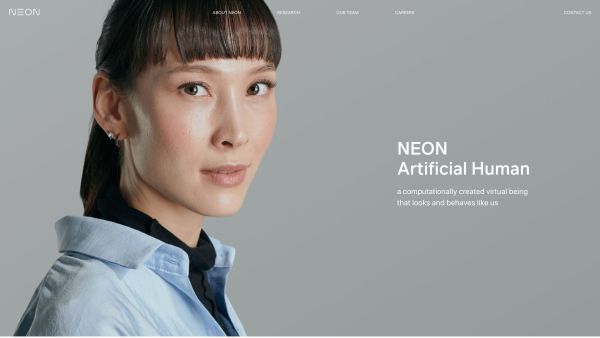 NEON
ABOUT NEON
RESEARCH
OUR TEAM
CAREERS
CONTACT US
NEON
Artificial Human
a computationally created virtual being
that looks and behaves like us